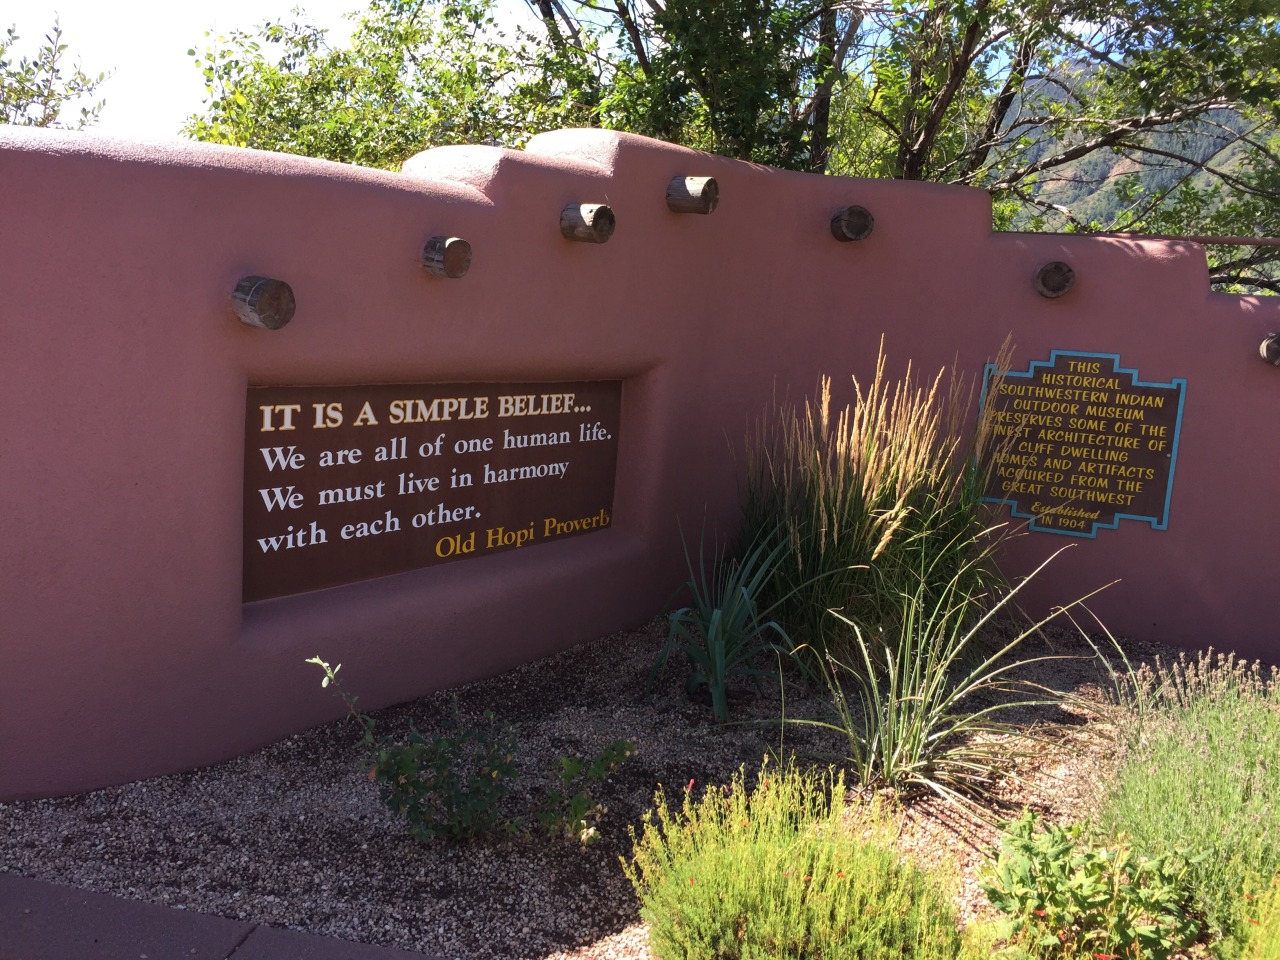 IT IS A SIMPLE BELIEF...
We are all of one human life.
We must live in harmony
with each other.
Old Hopi Proverb
THIS
HISTORICAL
SOUTHWESTERN INDIAN
OUTDOOR MUSEUM
PRESERVES SOME OF THE
FINEST ARCHITECTURE OF
CLIFF DWELLING
HOMES AND ARTIFACTS
ACQUIRED FROM THE
GREAT SOUTHWEST
Established
IN 1904